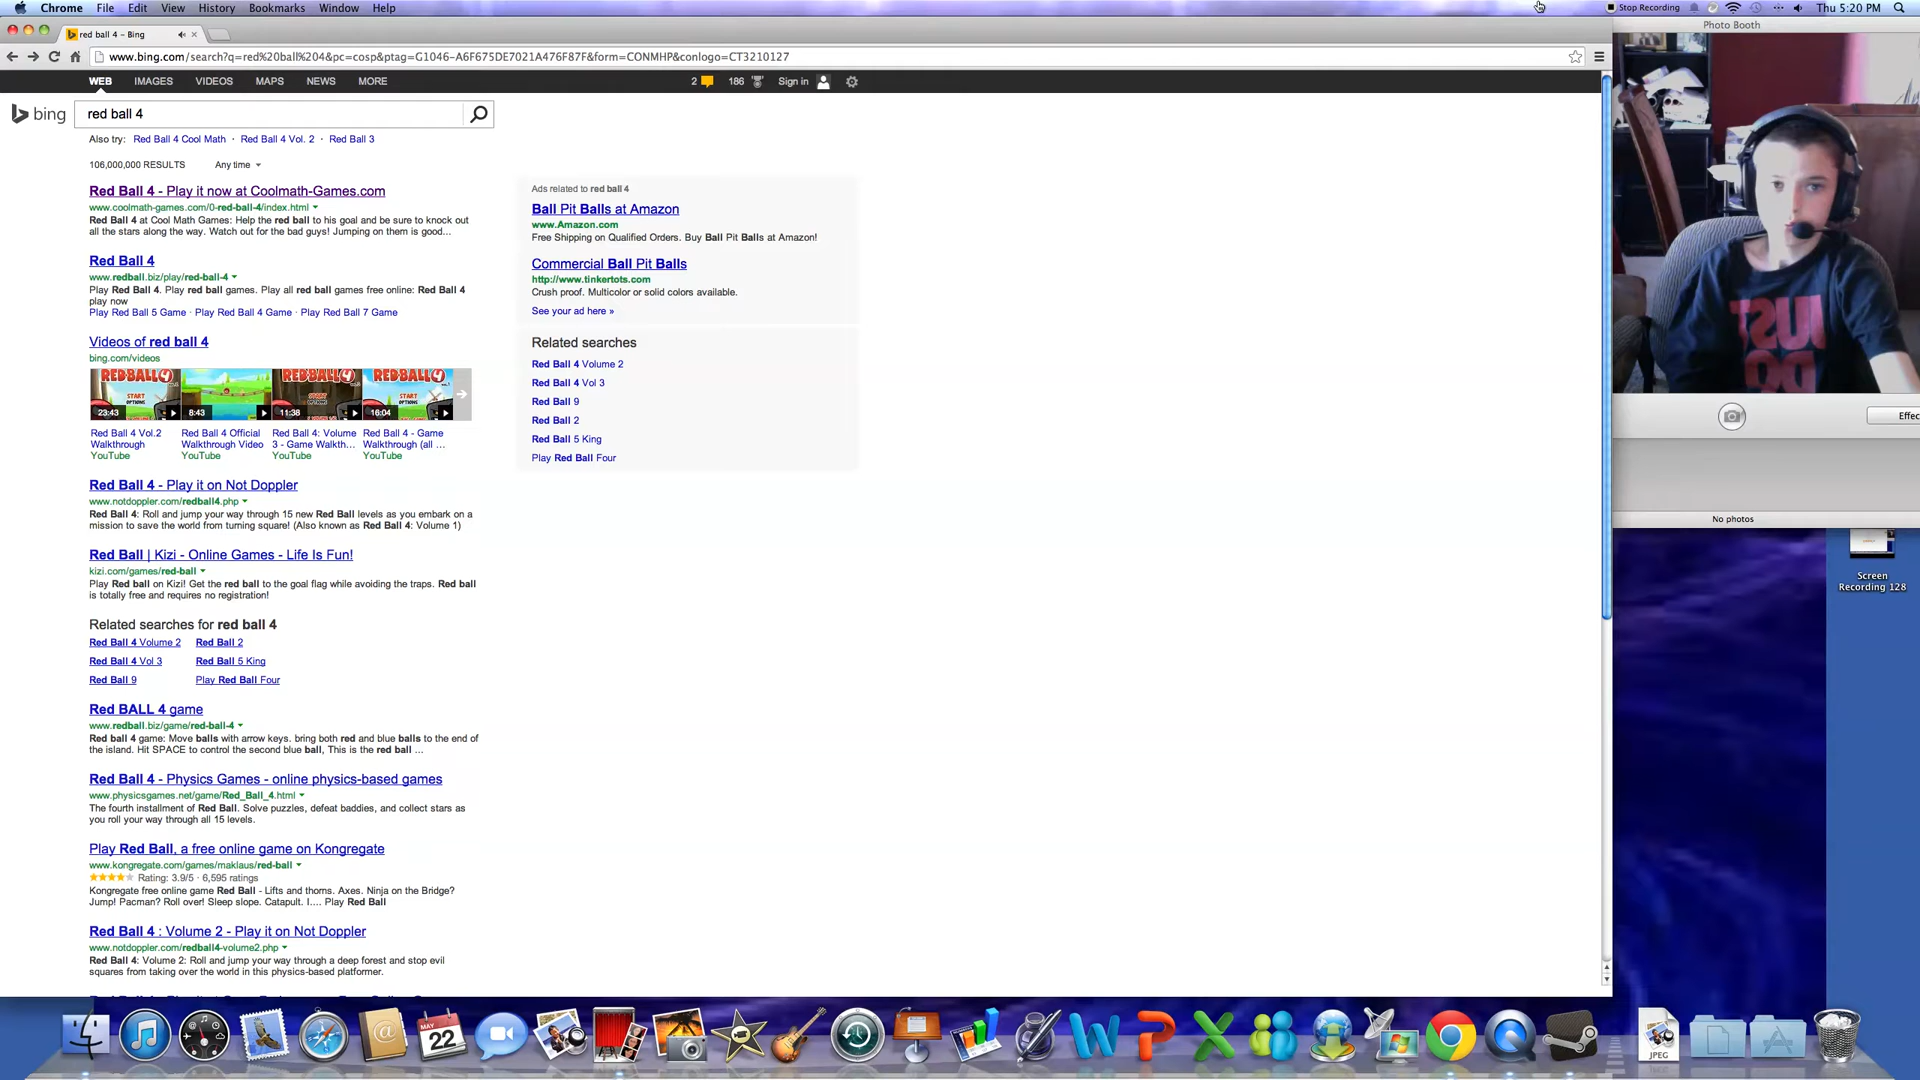 Chrome File Edit View History Bookmarks Window Help
Stop Recording Thu 5:20 PM
Photo Booth
red ball 4 – Bing
www.bing.com/search?q=red%20ball%204&pc=cosp&ptag=G1046-A6F675DE7021A476F87F&form=CONMHP&conlogo=CT3210127
WEB IMAGES VIDEOS MAPS NEWS MORE
2 186 Sign in
bing red ball 4
Also try: Red Ball 4 Cool Math · Red Ball 4 Vol. 2 · Red Ball 3
106,000,000 RESULTS Any time
Red Ball 4 - Play it now at Coolmath-Games.com
www.coolmath-games.com/0-red-ball-4/index.html
Red Ball 4 at Cool Math Games: Help the red ball to his goal and be sure to knock out
all the stars along the way. Watch out for the bad guys! Jumping on them is good...
Red Ball 4
www.redball.biz/play/red-ball-4
Play Red Ball 4. Play red ball games. Play all red ball games free online: Red Ball 4
play now
Play Red Ball 5 Game · Play Red Ball 4 Game · Play Red Ball 7 Game
Videos of red ball 4
bing.com/videos
REDBALL4 START OPTIONS 23:43
8:43
REDBALL4 START OPTIONS 11:38
REDBALL4 START OPTIONS 16:04
Red Ball 4 Vol.2
Walkthrough
YouTube
Red Ball 4 Official
Walkthrough Video
YouTube
Red Ball 4: Volume
3 - Game Walkth...
YouTube
Red Ball 4 - Game
Walkthrough (all ...
YouTube
Red Ball 4 - Play it on Not Doppler
www.notdoppler.com/redball4.php
Red Ball 4: Roll and jump your way through 15 new Red Ball levels as you embark on a
mission to save the world from turning square! (Also known as Red Ball 4: Volume 1)
Red Ball | Kizi - Online Games - Life Is Fun!
kizi.com/games/red-ball
Play Red ball on Kizi! Get the red ball to the goal flag while avoiding the traps. Red ball
is totally free and requires no registration!
Related searches for red ball 4
Red Ball 4 Volume 2 Red Ball 2
Red Ball 4 Vol 3 Red Ball 5 King
Red Ball 9 Play Red Ball Four
Red BALL 4 game
www.redball.biz/game/red-ball-4
Red ball 4 game: Move balls with arrow keys. bring both red and blue balls to the end of
the island. Hit SPACE to control the second blue ball, This is the red ball ...
Red Ball 4 - Physics Games - online physics-based games
www.physicsgames.net/game/Red_Ball_4.html
The fourth installment of Red Ball. Solve puzzles, defeat baddies, and collect stars as
you roll your way through all 15 levels.
Play Red Ball, a free online game on Kongregate
www.kongregate.com/games/maklaus/red-ball
Rating: 3.9/5 · 6,595 ratings
Kongregate free online game Red Ball - Lifts and thorns. Axes. Ninja on the Bridge?
Jump! Pacman? Roll over! Sleep slope. Catapult. I.... Play Red Ball
Red Ball 4 : Volume 2 - Play it on Not Doppler
www.notdoppler.com/redball4-volume2.php
Red Ball 4: Volume 2: Roll and jump your way through a deep forest and stop evil
squares from taking over the world in this physics-based platformer.
Ads related to red ball 4
Ball Pit Balls at Amazon
www.Amazon.com
Free Shipping on Qualified Orders. Buy Ball Pit Balls at Amazon!
Commercial Ball Pit Balls
http://www.tinkertots.com
Crush proof. Multicolor or solid colors available.
See your ad here »
Related searches
Red Ball 4 Volume 2
Red Ball 4 Vol 3
Red Ball 9
Red Ball 2
Red Ball 5 King
Play Red Ball Four
JUST
DO
Effec
No photos
Screen
Recording 128
MAY
22
JPEG